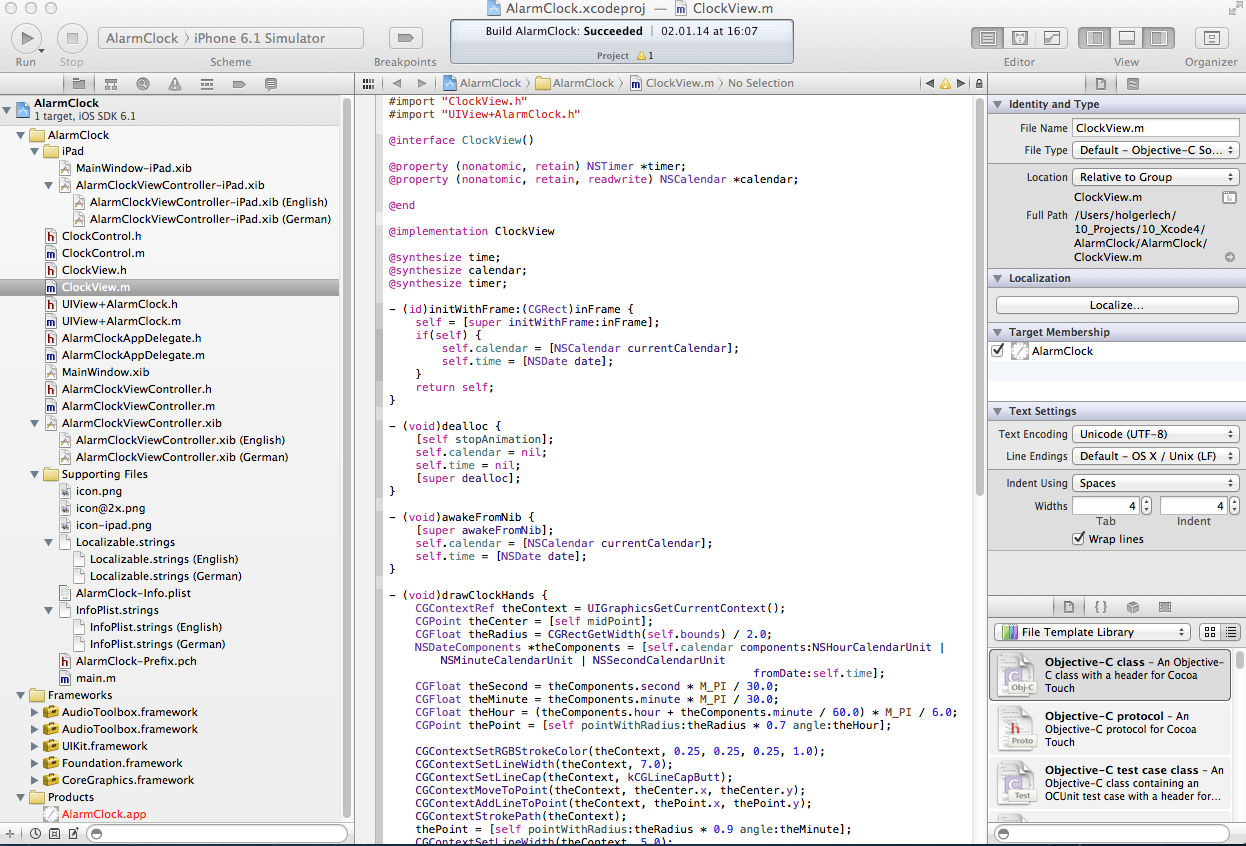 AlarmClock.xcodeproj — ClockView.m
Run
Stop
AlarmClock
iPhone 6.1 Simulator
Scheme
Breakpoints
Build AlarmClock: Succeeded | 02.01.14 at 16:07
Project 1
Editor
View
Organizer
AlarmClock
1 target, iOS SDK 6.1
AlarmClock
iPad
MainWindow-iPad.xib
AlarmClockViewController-iPad.xib
AlarmClockViewController-iPad.xib (English)
AlarmClockViewController-iPad.xib (German)
ClockControl.h
ClockControl.m
ClockView.h
ClockView.m
UIView+AlarmClock.h
UIView+AlarmClock.m
AlarmClockAppDelegate.h
AlarmClockAppDelegate.m
MainWindow.xib
AlarmClockViewController.h
AlarmClockViewController.m
AlarmClockViewController.xib
AlarmClockViewController.xib (English)
AlarmClockViewController.xib (German)
Supporting Files
icon.png
icon@2x.png
icon-ipad.png
Localizable.strings
Localizable.strings (English)
Localizable.strings (German)
AlarmClock-Info.plist
InfoPlist.strings
InfoPlist.strings (English)
InfoPlist.strings (German)
AlarmClock-Prefix.pch
main.m
Frameworks
AudioToolbox.framework
AudioToolbox.framework
UIKit.framework
Foundation.framework
CoreGraphics.framework
Products
AlarmClock.app
AlarmClock
AlarmClock
ClockView.m
No Selection
#import "ClockView.h"
#import "UIView+AlarmClock.h"
@interface ClockView()
@property (nonatomic, retain) NSTimer *timer;
@property (nonatomic, retain, readwrite) NSCalendar *calendar;
@end
@implementation ClockView
@synthesize time;
@synthesize calendar;
@synthesize timer;
- (id)initWithFrame:(CGRect)inFrame {
self = [super initWithFrame:inFrame];
if(self) {
self.calendar = [NSCalendar currentCalendar];
self.time = [NSDate date];
}
return self;
}
- (void)dealloc {
[self stopAnimation];
self.calendar = nil;
self.time = nil;
[super dealloc];
}
- (void)awakeFromNib {
[super awakeFromNib];
self.calendar = [NSCalendar currentCalendar];
self.time = [NSDate date];
}
- (void)drawClockHands {
CGContextRef theContext = UIGraphicsGetCurrentContext();
CGPoint theCenter = [self midPoint];
CGFloat theRadius = CGRectGetWidth(self.bounds) / 2.0;
NSDateComponents *theComponents = [self.calendar components:NSHourCalendarUnit |
NSMinuteCalendarUnit | NSSecondCalendarUnit
fromDate:self.time];
CGFloat theSecond = theComponents.second * M_PI / 30.0;
CGFloat theMinute = theComponents.minute * M_PI / 30.0;
CGFloat theHour = (theComponents.hour + theComponents.minute / 60.0) * M_PI / 6.0;
CGPoint thePoint = [self pointWithRadius:theRadius * 0.7 angle:theHour];
CGContextSetRGBStrokeColor(theContext, 0.25, 0.25, 0.25, 1.0);
CGContextSetLineWidth(theContext, 7.0);
CGContextSetLineCap(theContext, kCGLineCapButt);
CGContextMoveToPoint(theContext, theCenter.x, theCenter.y);
CGContextAddLineToPoint(theContext, thePoint.x, thePoint.y);
CGContextStrokePath(theContext);
thePoint = [self pointWithRadius:theRadius * 0.9 angle:theMinute];
CGContextSetLineWidth(theContext, 5.0);
Identity and Type
File Name ClockView.m
File Type Default – Objective-C So...
Location Relative to Group
ClockView.m
Full Path /Users/holgerlech/
10_Projects/10_Xcode4/
AlarmClock/AlarmClock/
ClockView.m
Localization
Localize...
Target Membership
AlarmClock
Text Settings
Text Encoding Unicode (UTF-8)
Line Endings Default – OS X / Unix (LF)
Indent Using Spaces
Widths 4 4
Tab Indent
Wrap lines
File Template Library
Objective-C class – An Objective-
C class with a header for Cocoa
Touch
Obj-C
Objective-C protocol – An
Objective-C protocol for Cocoa
Touch
Proto
Objective-C test case class – An
Objective-C class containing an
OCUnit test case with a header for...
Test